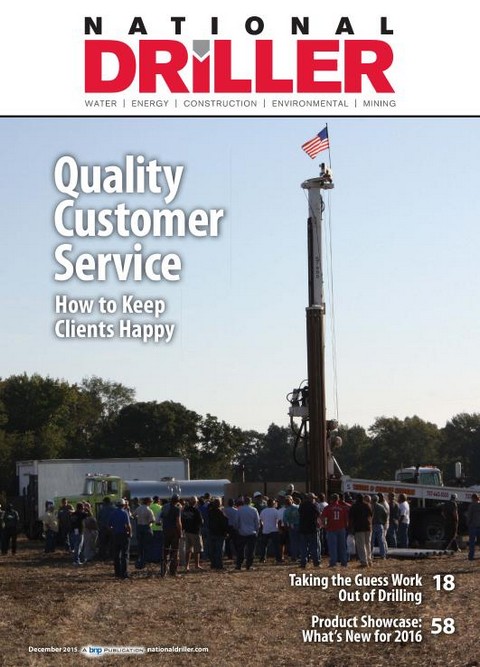 NATIONAL
DRiLLER
WATER | ENERGY | CONSTRUCTION | ENVIRONMENTAL | MINING
Quality
Customer
Service
How to Keep
Clients Happy
Taking the Guess Work 18
Out of Drilling
Product Showcase: 58
What's New for 2016
December 2015 A bnp PUBLICATION nationaldriller.com